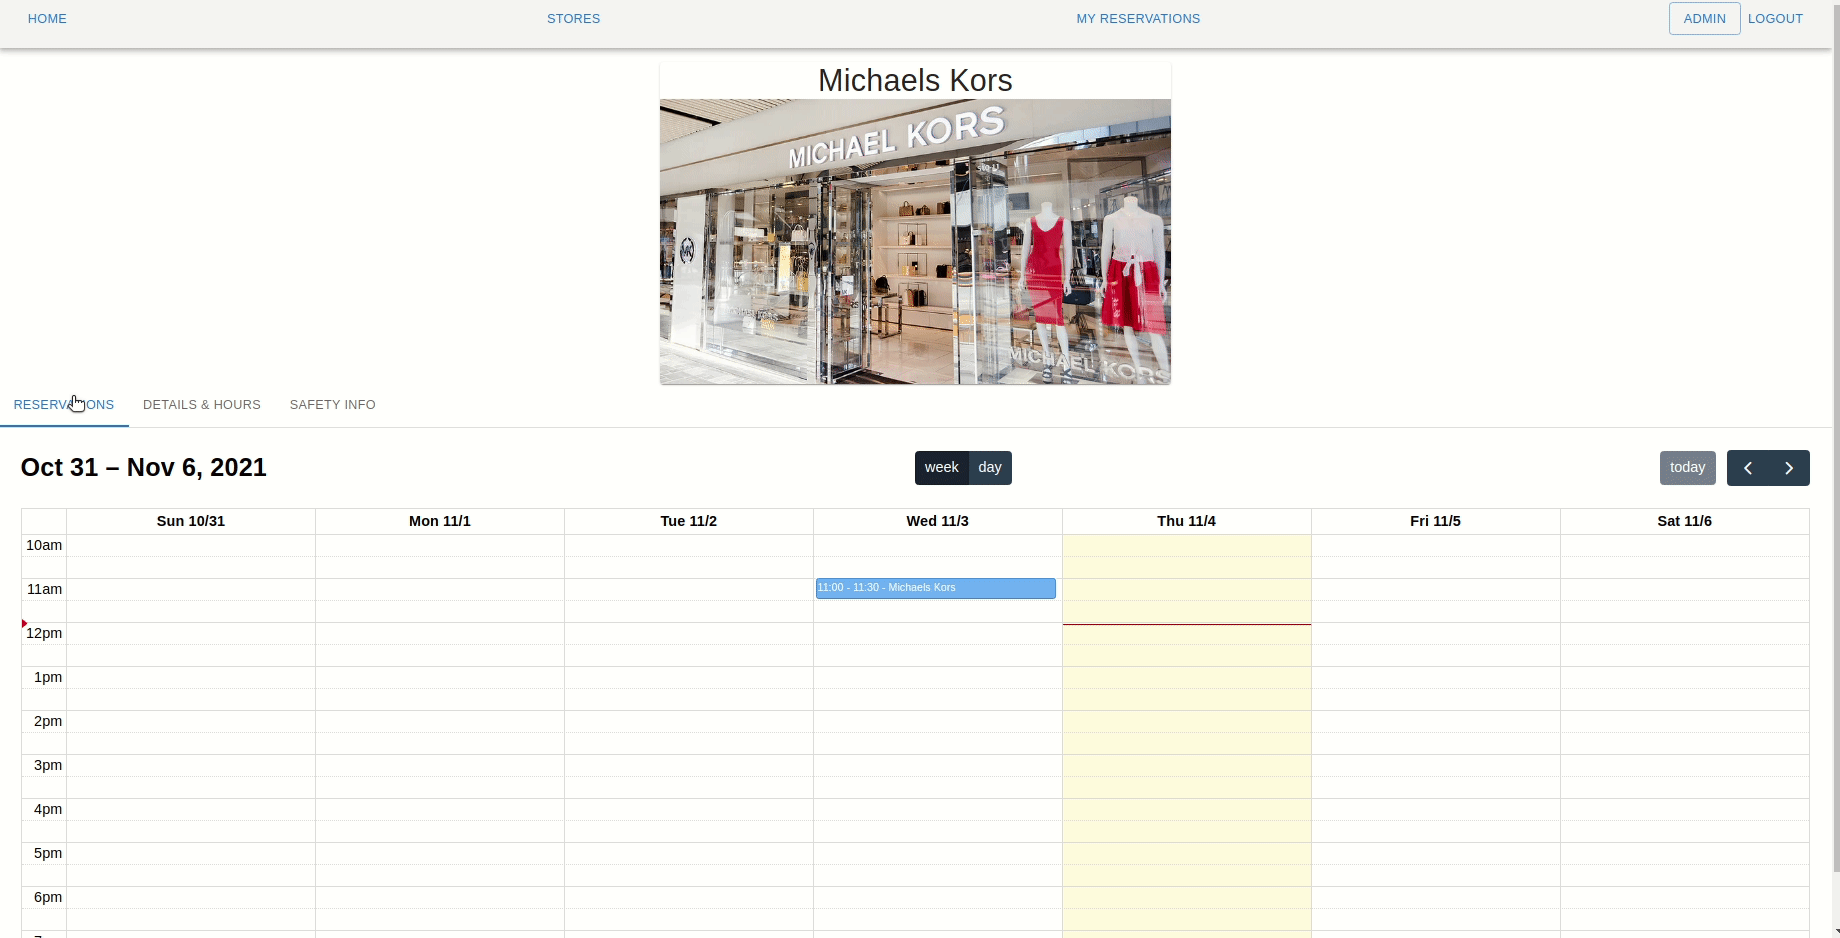 HOME STORES MY RESERVATIONS ADMIN LOGOUT
Michaels Kors
MICHAEL KORS
MK
MICHAEL KORS
RESERVATIONS DETAILS & HOURS SAFETY INFO
Oct 31 – Nov 6, 2021 week day today
Sun 10/31 Mon 11/1 Tue 11/2 Wed 11/3 Thu 11/4 Fri 11/5 Sat 11/6
10am
11am 11:00 - 11:30 - Michaels Kors
12pm
1pm
2pm
3pm
4pm
5pm
6pm